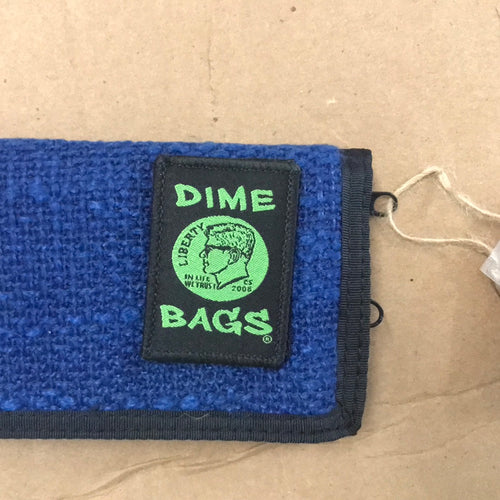 DIME
LIBERTY
IN LIFE
WE TRUST
CS
2006
BAGS®